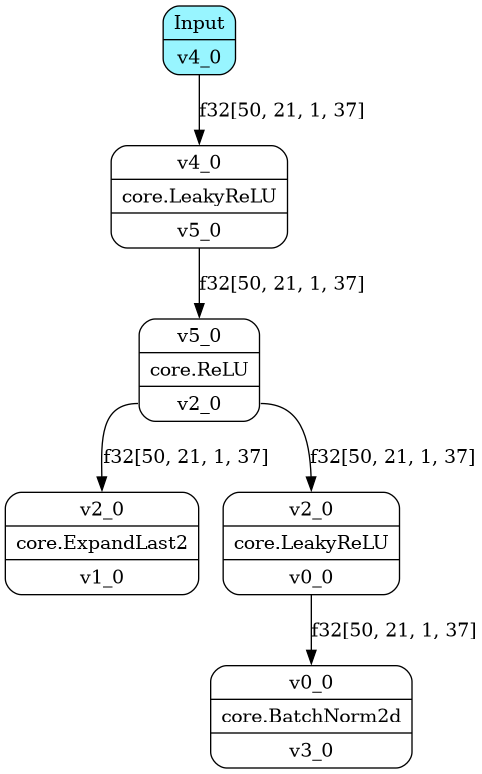 Input
v4_0
f32[50, 21, 1, 37]
v4_0
core.LeakyReLU
v5_0
f32[50, 21, 1, 37]
v5_0
core.ReLU
v2_0
f32[50, 21, 1, 37]
f32[50, 21, 1, 37]
v2_0
core.ExpandLast2
v1_0
v2_0
core.LeakyReLU
v0_0
f32[50, 21, 1, 37]
v0_0
core.BatchNorm2d
v3_0